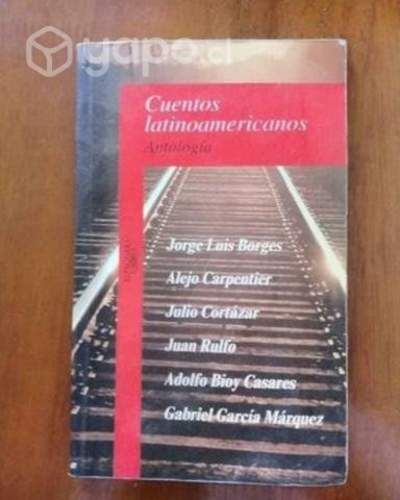 yapo.cl
Cuentos
latinoamericanos
Antología
Jorge Luis Borges
Alejo Carpentier
Julio Cortázar
Juan Rulfo
Adolfo Bioy Casares
Gabriel García Márquez